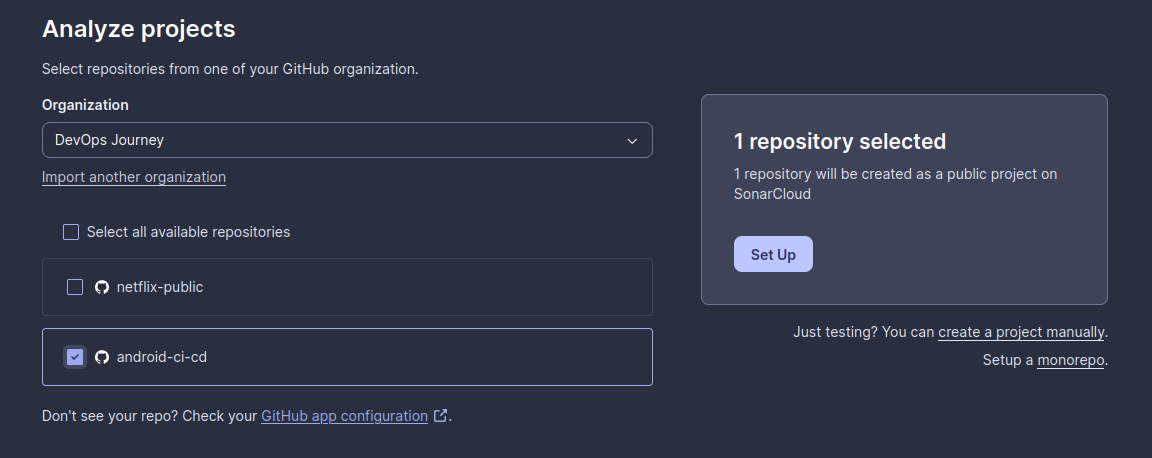 Analyze projects
Select repositories from one of your GitHub organization.
Organization
DevOps Journey
Import another organization
Select all available repositories
netflix-public
android-ci-cd
Don't see your repo? Check your GitHub app configuration.
1 repository selected
1 repository will be created as a public project on
SonarCloud
Set Up
Just testing? You can create a project manually.
Setup a monorepo.